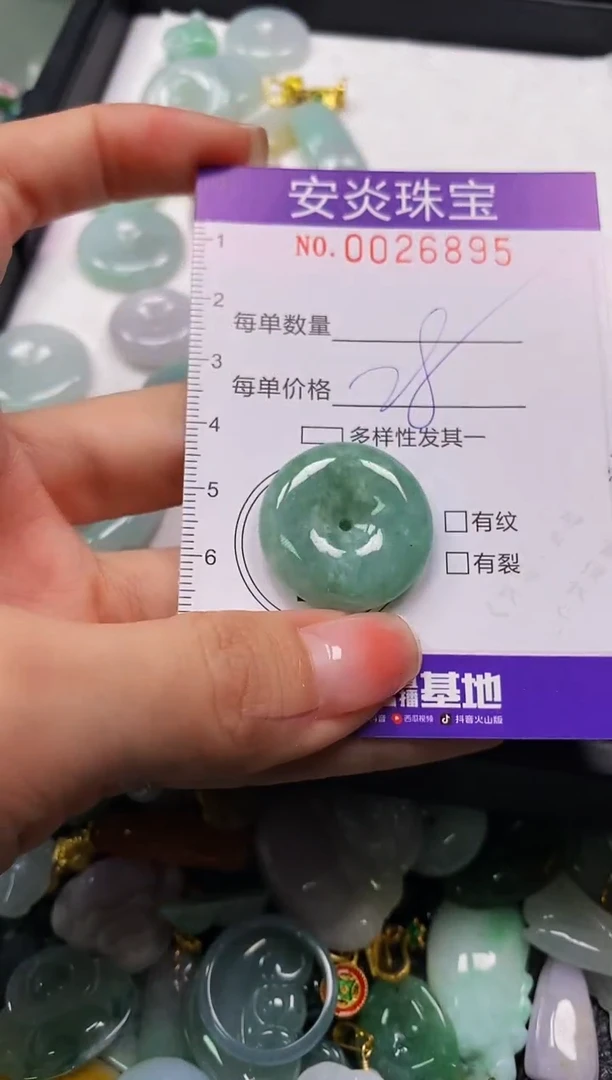 安炎珠宝
NO.0026895
1
2
每单数量
3
每单价格 28
4
多样性发其一
5
有纹
6
有裂
播基地
音 西瓜视频 抖音火山版